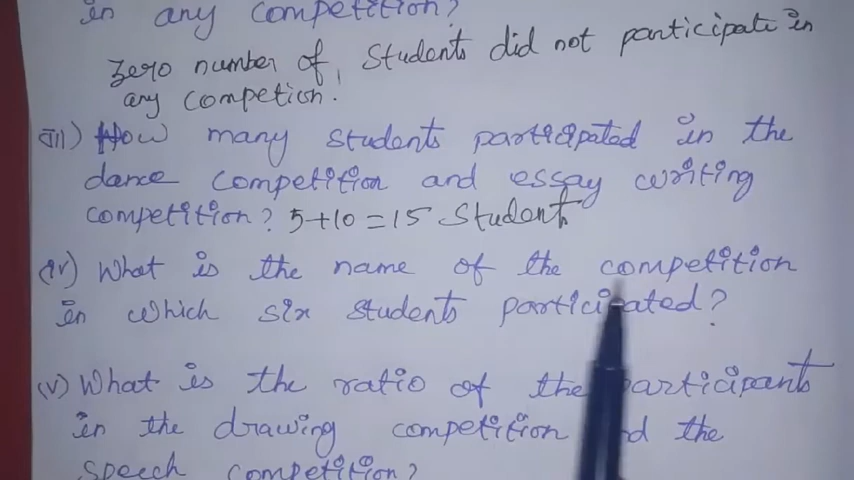 in any competition?
Zero number of, Students did not participate in
any competion.
(iii) How many students participated in the
dance competition and essay writing
competition? 5+10=15 Student
(iv) What is the name of the competition
in which six students participated?
(v) What is the ratio of the participants
in the drawing competition and the
speech competition?